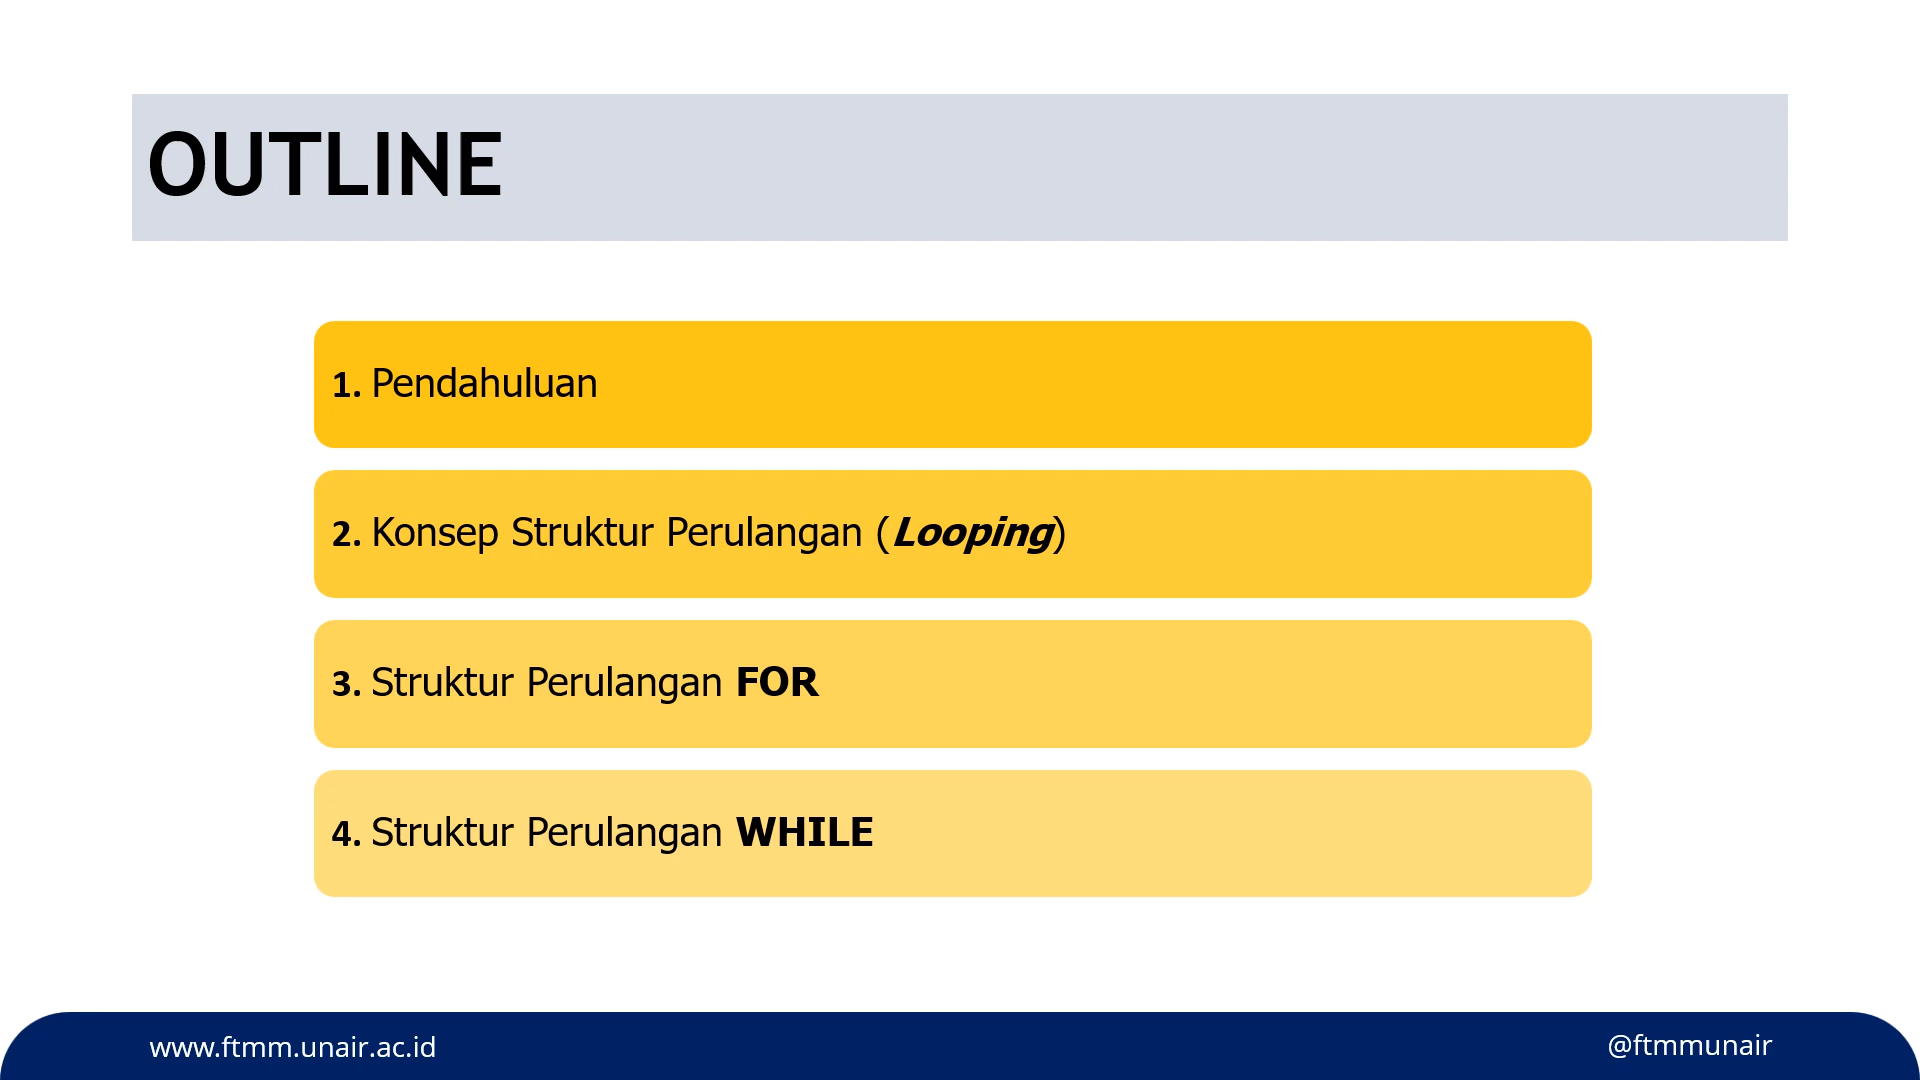 OUTLINE
1. Pendahuluan
2. Konsep Struktur Perulangan (Looping)
3. Struktur Perulangan FOR
4. Struktur Perulangan WHILE
www.ftmm.unair.ac.id
@ftmmunair